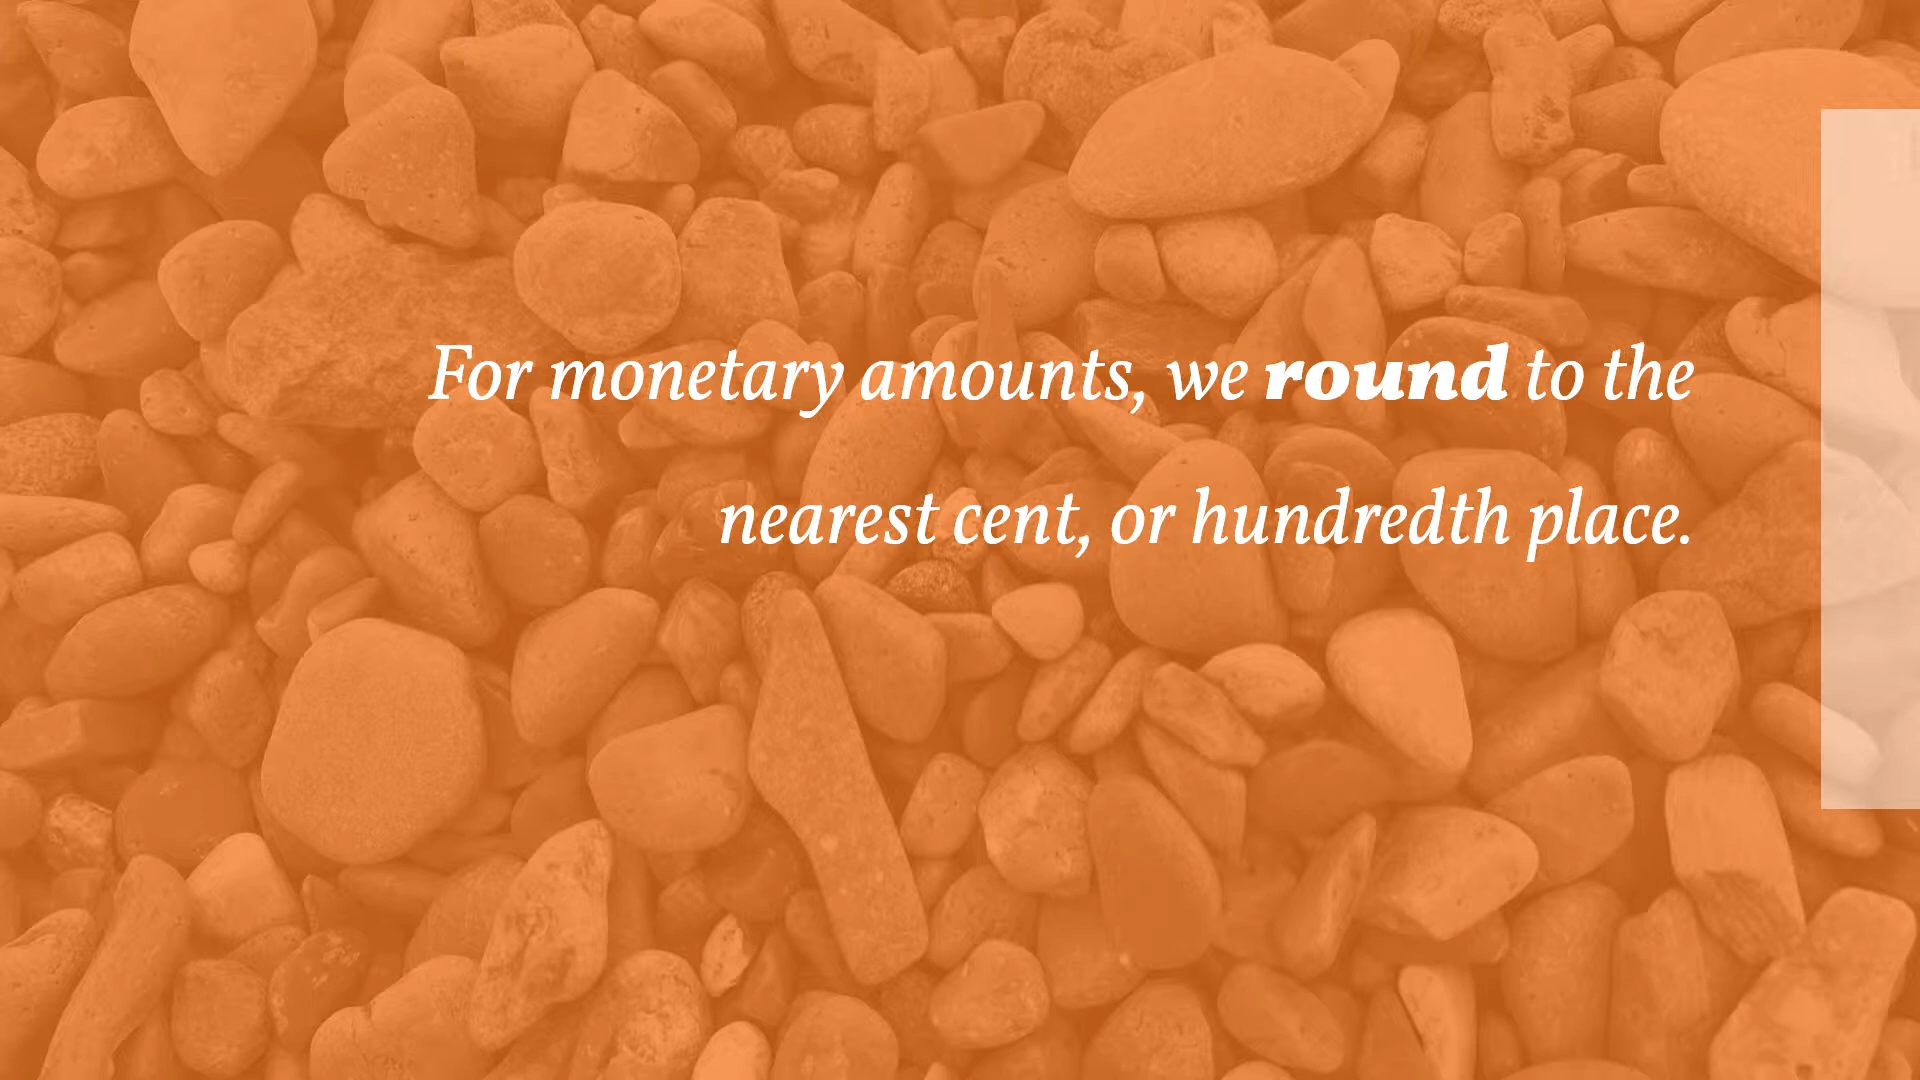 For monetary amounts, we round to the
nearest cent, or hundredth place.